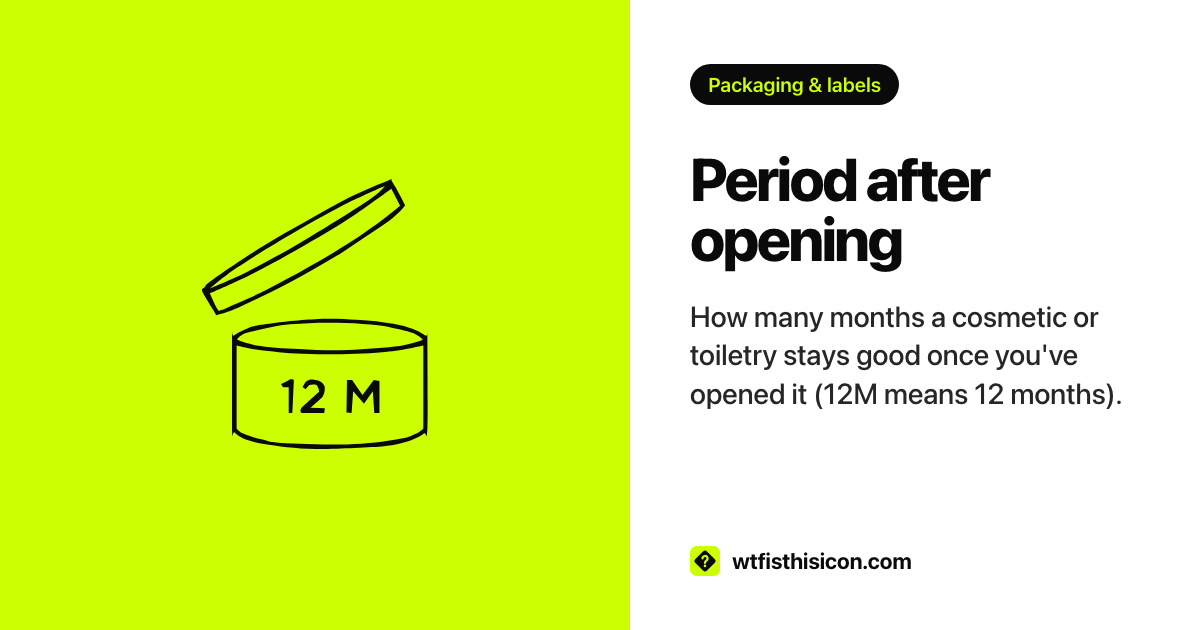 12 M
Packaging & labels
Period after
opening
How many months a cosmetic or
toiletry stays good once you've
opened it (12M means 12 months).
?
wtfisthisicon.com